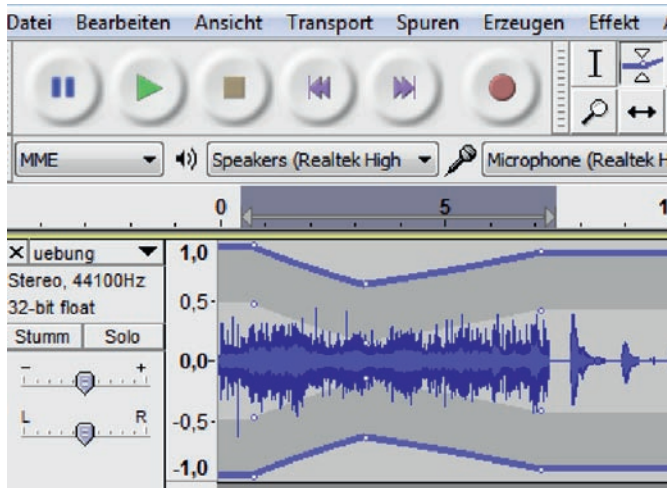 Datei Bearbeiten Ansicht Transport Spuren Erzeugen Effekt
MME Speakers (Realtek High Microphone (Realtek H
0 5 1
X uebung 1,0
Stereo, 44100Hz
32-bit float 0,5
Stumm Solo
- + 0,0
L R -0,5
-1,0